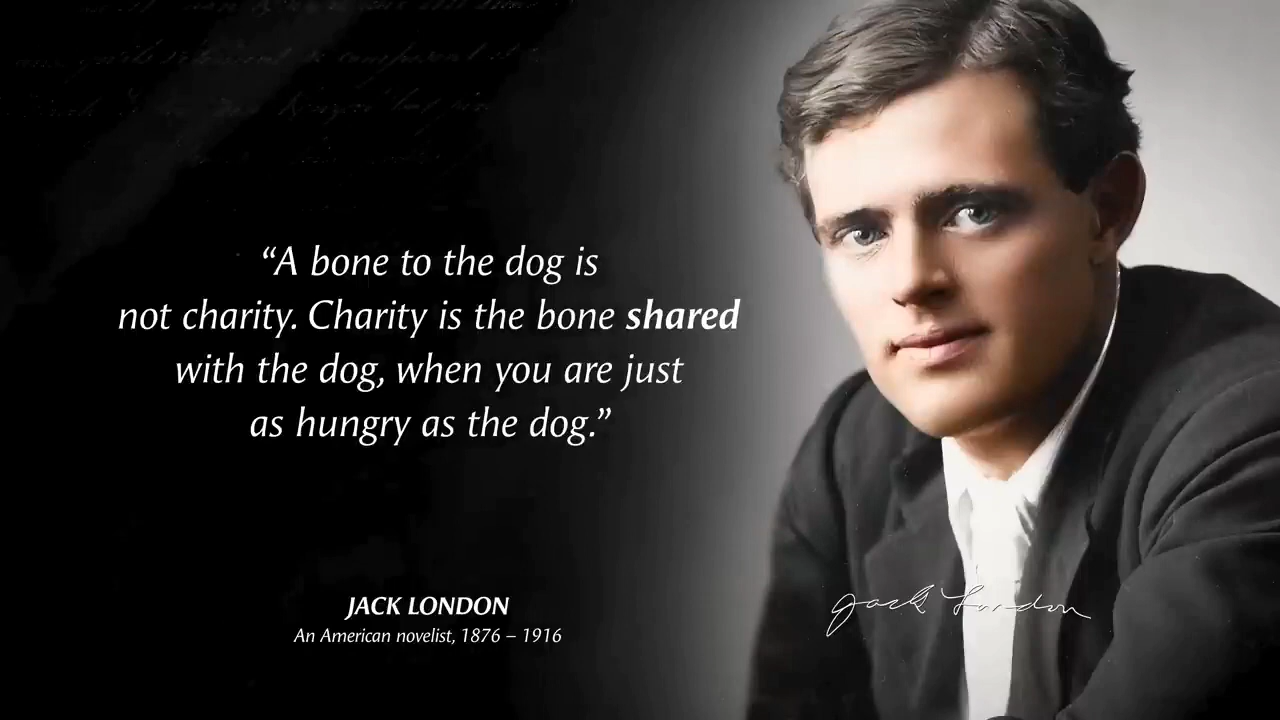 “A bone to the dog is
not charity. Charity is the bone shared
with the dog, when you are just
as hungry as the dog.”
JACK LONDON
An American novelist, 1876 – 1916
Jack London